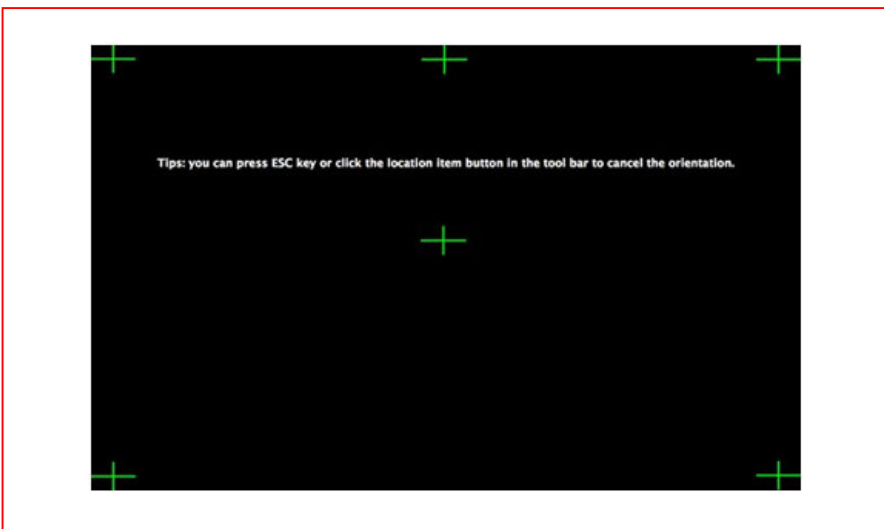 Tips: you can press ESC key or click the location item button in the tool bar to cancel the orientation.